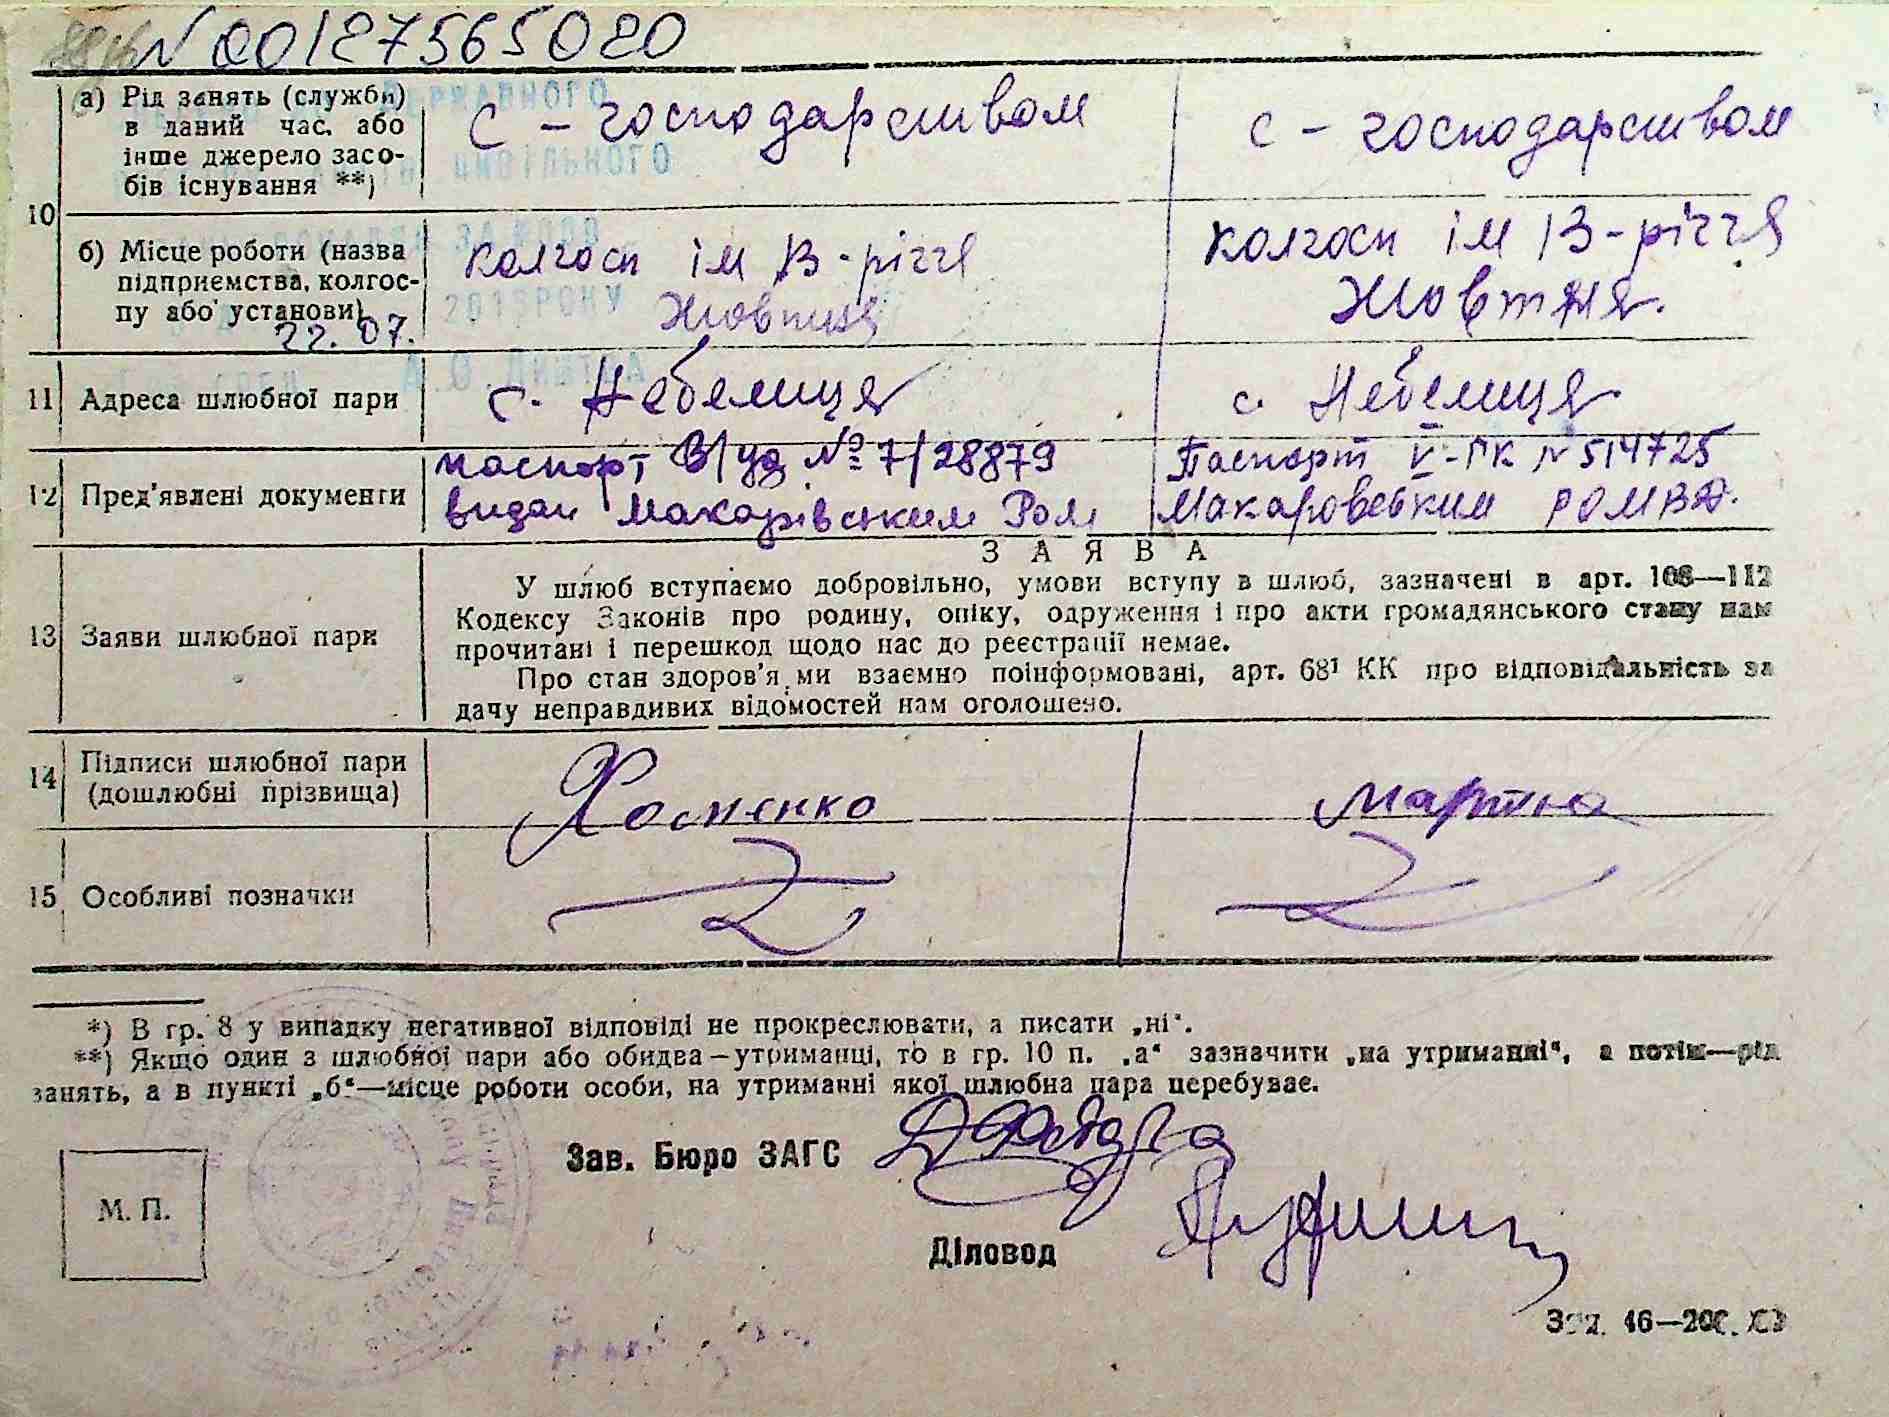 N 00127565020
а) Рід занять (служби) в даний час, або інше джерело засобів існування **)
с - господарством
с - господарством
10
б) Місце роботи (назва підприємства, колгоспу або установи)
колгосп ім 13 - річчя
Жовтня
колгосп ім 13 - річчя
Жовтня.
22. 07.
11 Адреса шлюбної пари
с. Небелиця
с. Небелиця
12 Пред'явлені документи
паспорт № 7/28879
видан Макарівським Ром
Паспорт V-ПК N 514725
Макаровським РОМВД.
ЗАЯВА
13 Заяви шлюбної пари
У шлюб вступаємо добровільно, умови вступу в шлюб, зазначені в арт. 108—112
Кодексу Законів про родину, опіку, одруження і про акти громадянського стану нам
прочитані і перешкод щодо нас до реєстрації немає.
Про стан здоров'я ми взаємно поінформовані, арт. 68¹ КК про відповідальність за
дачу неправдивих відомостей нам оголошено.
14 Підписи шлюбної пари
(дошлюбні прізвища)
15 Особливі позначки
*) В гр. 8 у випадку негативної відповіді не прокреслювати, а писати „ні“.
**) Якщо один з шлюбної пари або обидва—утриманці, то в гр. 10 п. „а“ зазначити „на утриманні“, а потім—рід
занять, а в пункті „б“—місце роботи особи, на утриманні якої шлюбна пара перебуває.
Зав. Бюро ЗАГС
М. П.
Діловод